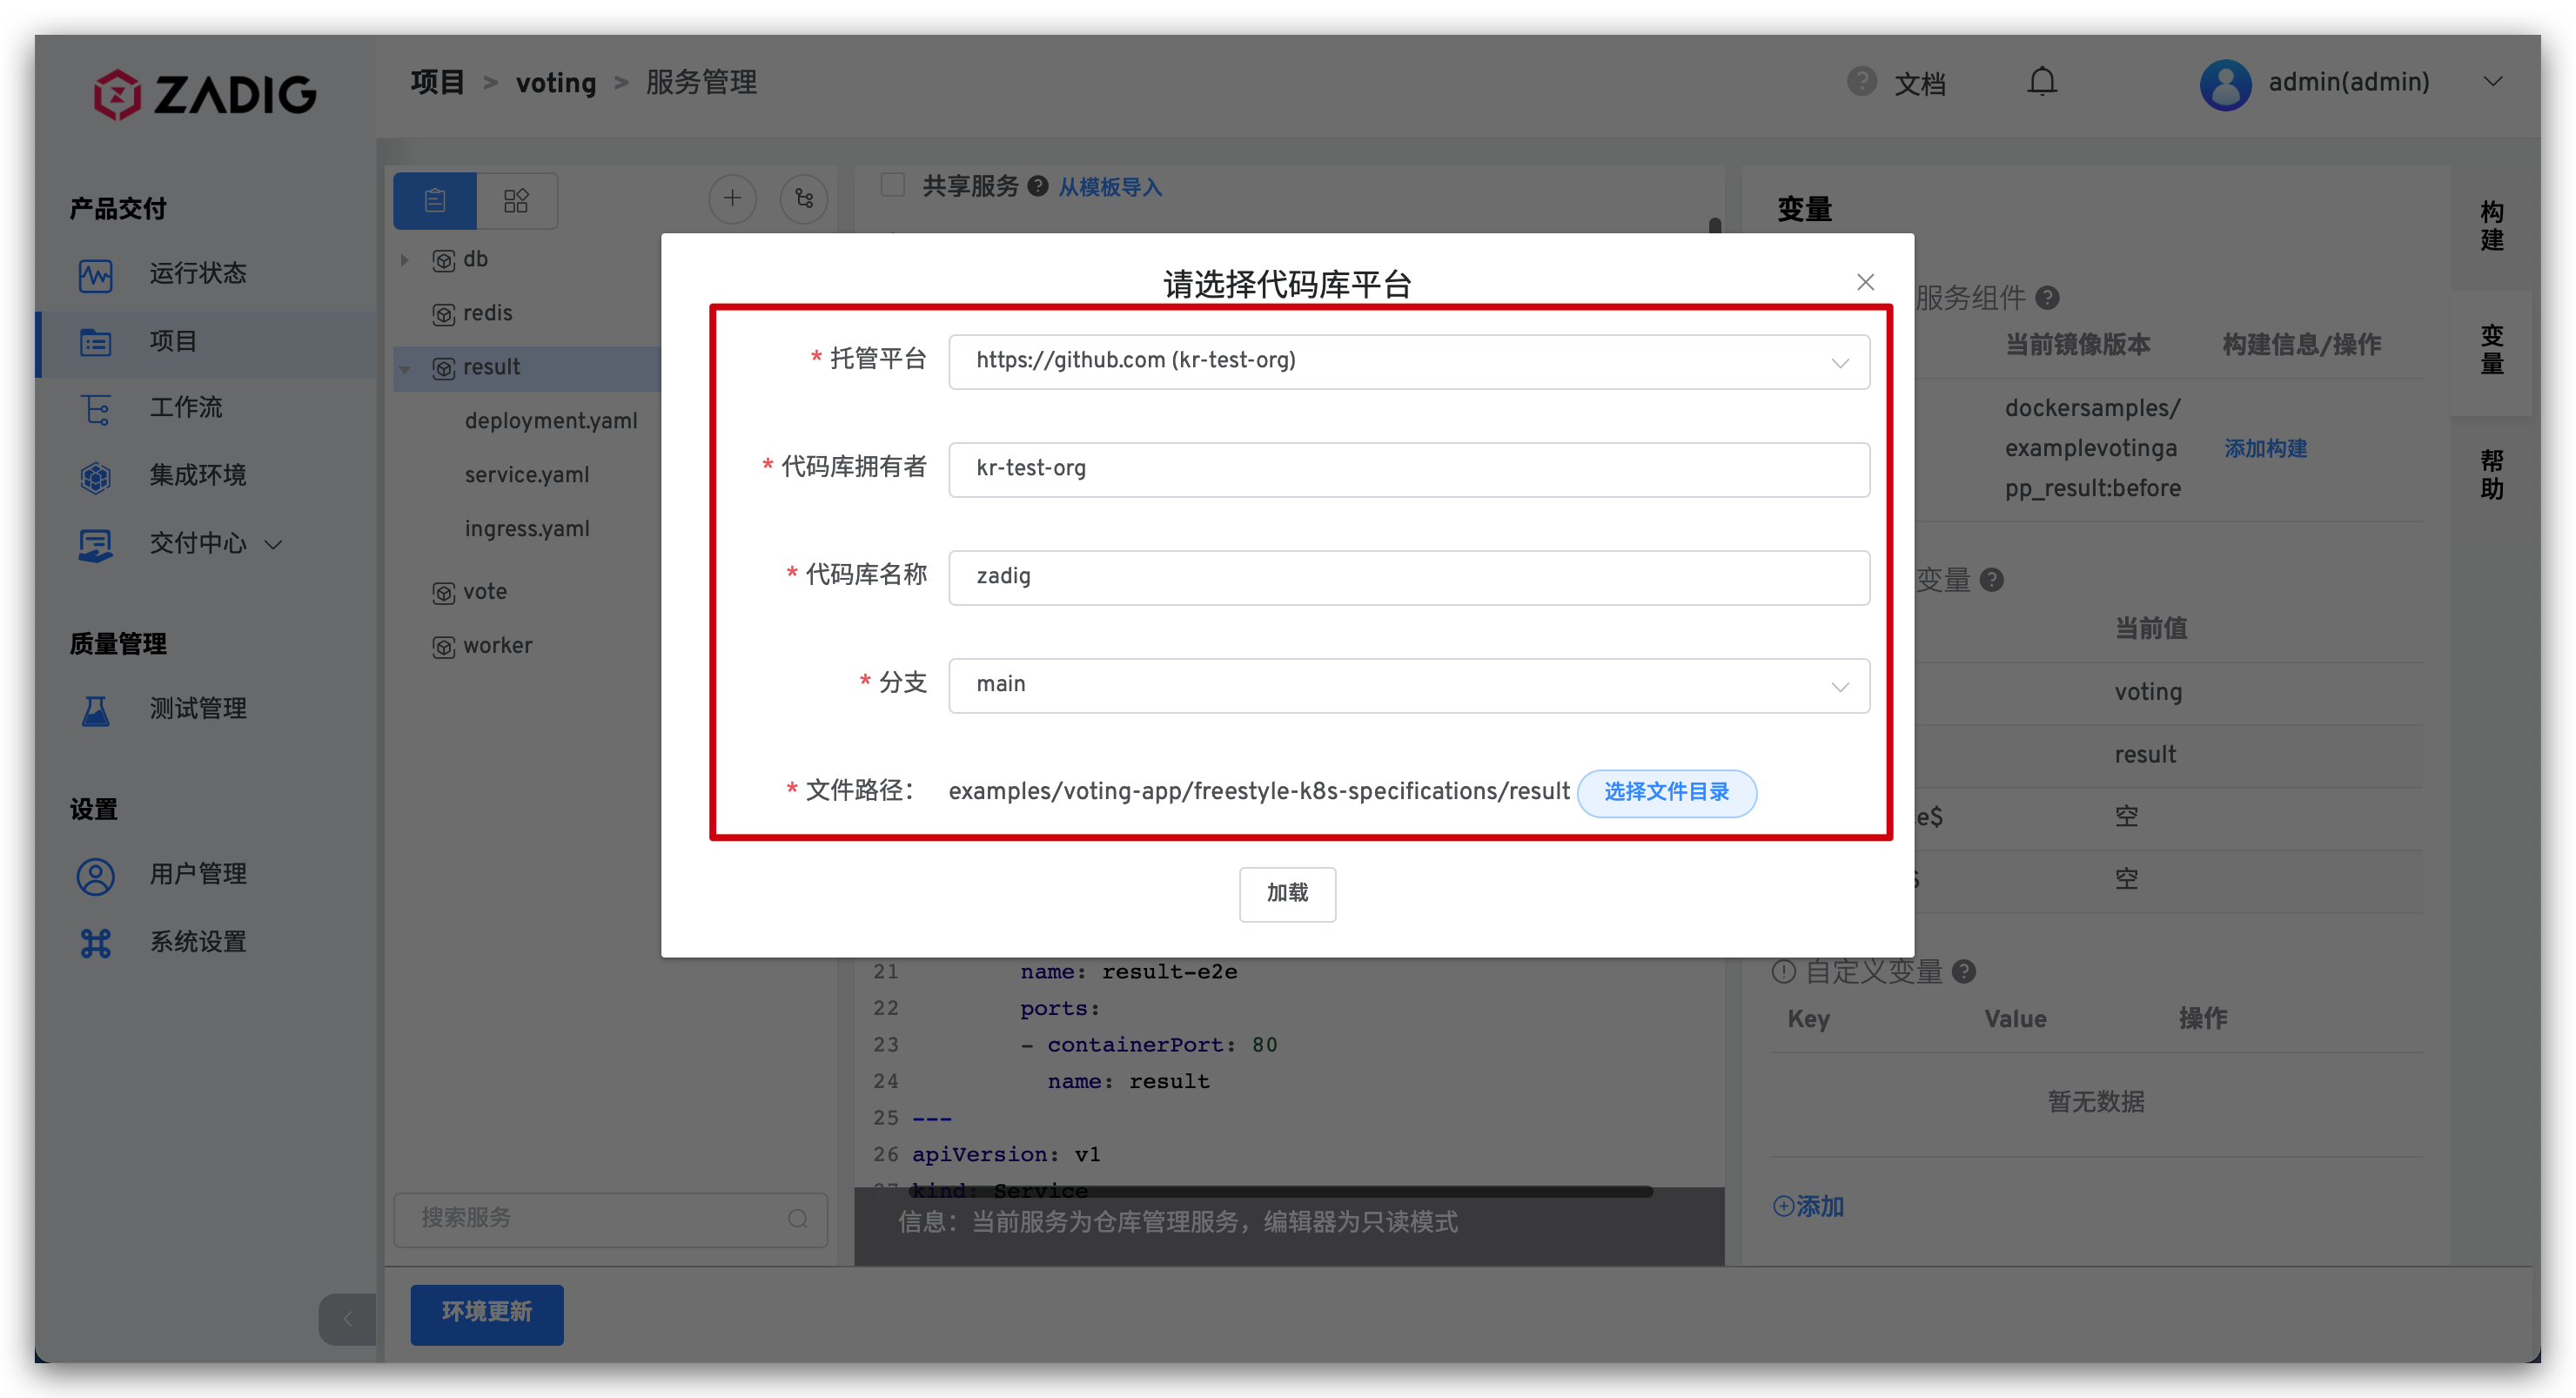 ZADIG
项目 > voting > 服务管理
? 文档
admin(admin)
产品交付
运行状态
项目
工作流
集成环境
交付中心
质量管理
测试管理
设置
用户管理
系统设置
db
redis
result
deployment.yaml
service.yaml
ingress.yaml
vote
worker
搜索服务
环境更新
共享服务 ? 从模板导入
请选择代码库平台
* 托管平台 https://github.com (kr-test-org)
* 代码库拥有者 kr-test-org
* 代码库名称 zadig
* 分支 main
* 文件路径： examples/voting-app/freestyle-k8s-specifications/result 选择文件目录
加载
21 name: result-e2e
22 ports:
23 - containerPort: 80
24 name: result
25 ---
26 apiVersion: v1
27 kind: Service
信息：当前服务为仓库管理服务，编辑器为只读模式
变量
服务组件 ?
当前镜像版本 构建信息/操作
dockersamples/
examplevotinga
pp_result:before
添加构建
变量 ?
当前值
voting
result
e$ 空
$ 空
自定义变量 ?
Key Value 操作
暂无数据
添加
构建
变量
帮助